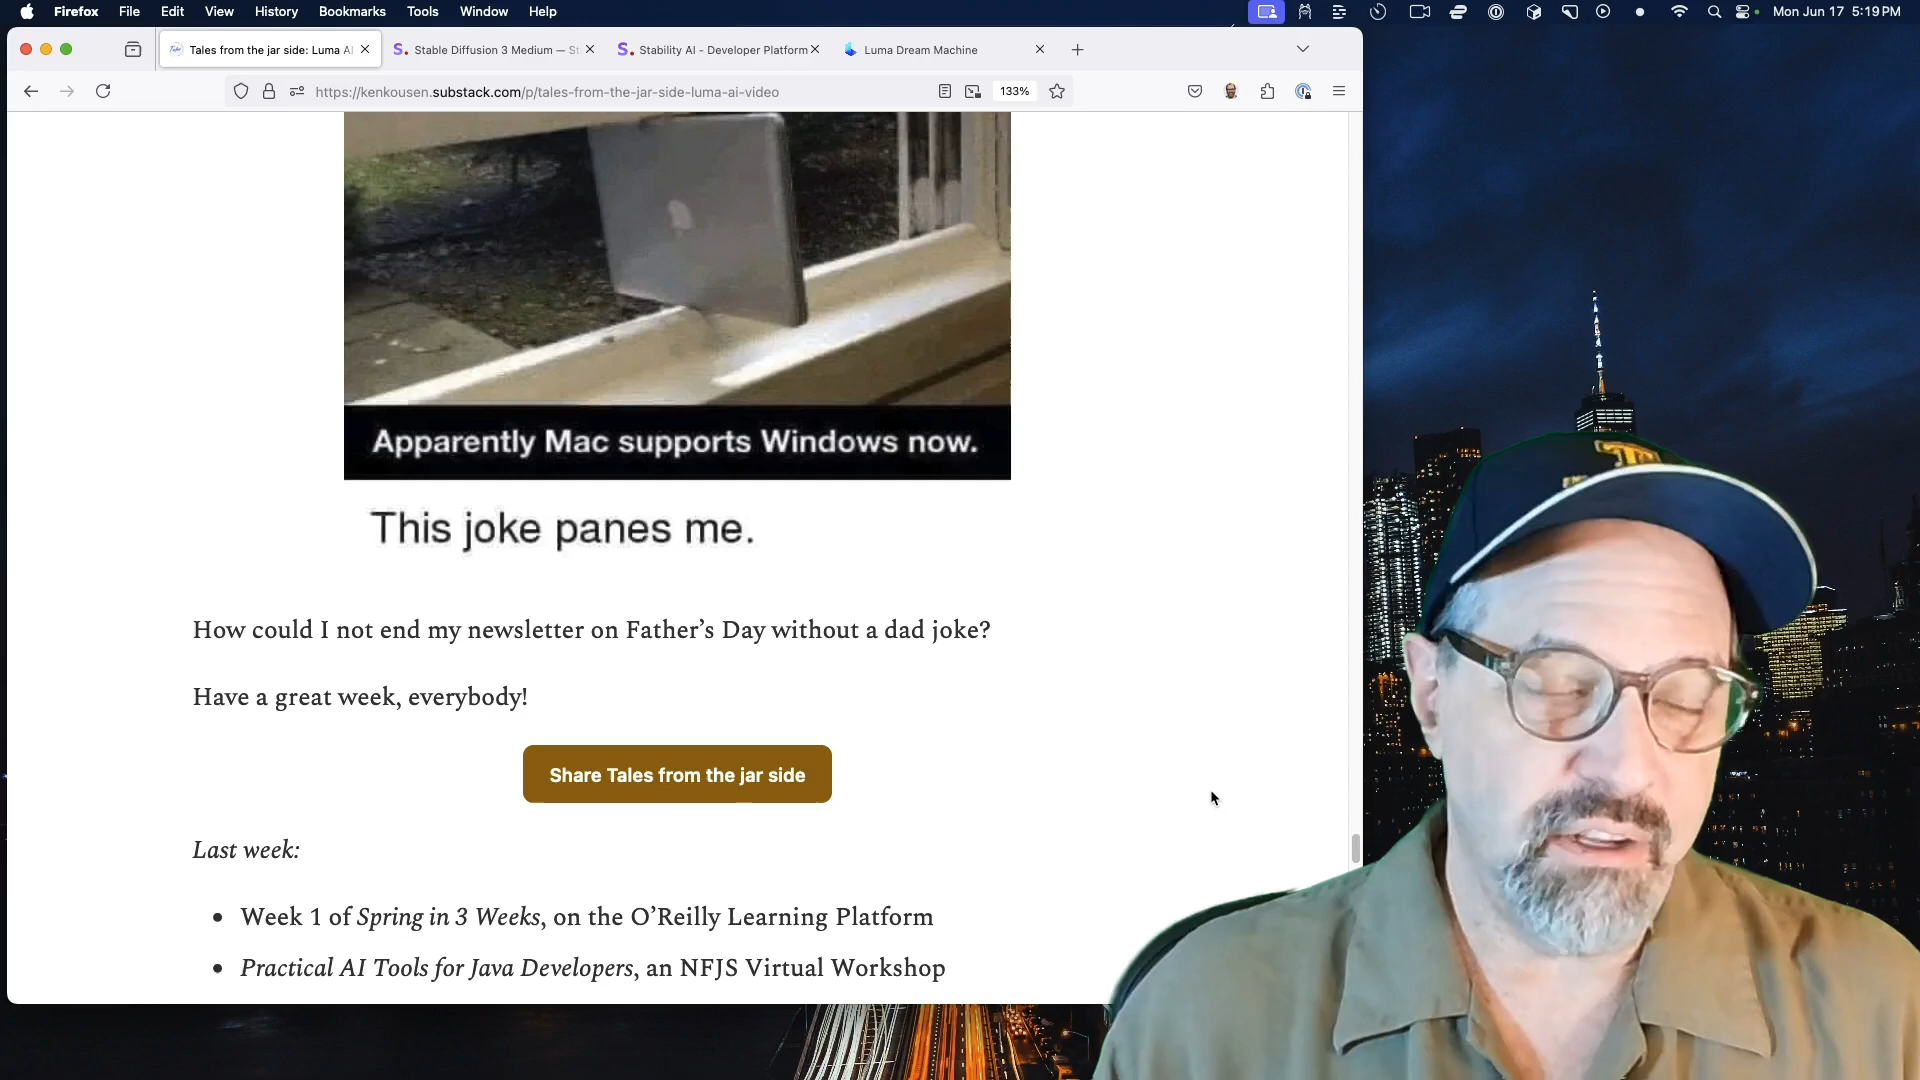 Firefox File Edit View History Bookmarks Tools Window Help Mon Jun 17 5:19 PM
Tales from the jar side: Luma AI Stable Diffusion 3 Medium — St Stability AI - Developer Platform Luma Dream Machine
https://kenkousen.substack.com/p/tales-from-the-jar-side-luma-ai-video 133%
Apparently Mac supports Windows now.
This joke panes me.
How could I not end my newsletter on Father’s Day without a dad joke?
Have a great week, everybody!
Share Tales from the jar side
Last week:
• Week 1 of Spring in 3 Weeks, on the O’Reilly Learning Platform
• Practical AI Tools for Java Developers, an NFJS Virtual Workshop